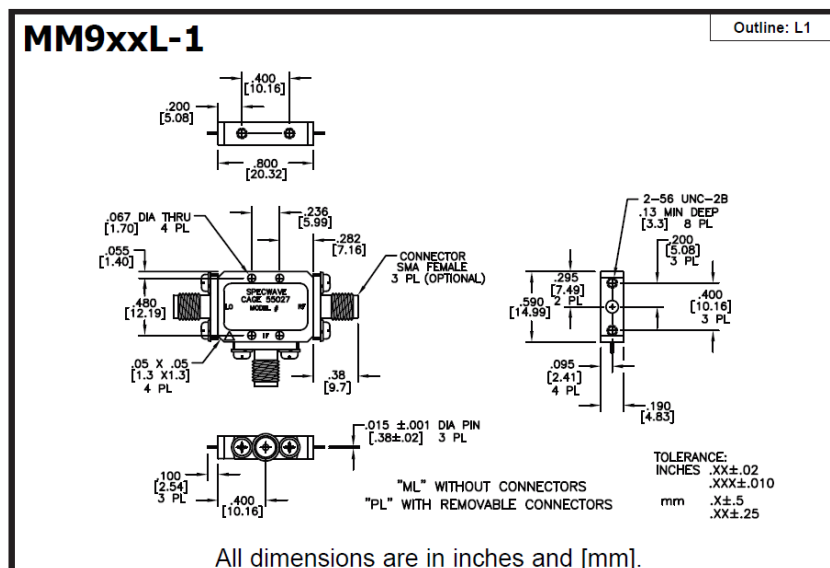 MM9xxL-1
Outline: L1
.400
[10.16]
.200
[5.08]
.800
[20.32]
.067 DIA THRU
[1.70] 4 PL
.236
[5.99]
.282
[7.16]
.055
[1.40]
CONNECTOR
SMA FEMALE
3 PL (OPTIONAL)
SPECWAVE
CAGE 55027
MODEL #
LO
RF
IF
.480
[12.19]
.05 X .05
[1.3 X1.3]
4 PL
.38
[9.7]
2-56 UNC-2B
.13 MIN DEEP
[3.3] 8 PL
.200
[5.08]
3 PL
.295
[7.49]
2 PL
.590
[14.99]
.400
[10.16]
3 PL
.095
[2.41]
4 PL
.190
[4.83]
.015 ±.001 DIA PIN
[.38±.02] 3 PL
.100
[2.54]
3 PL
.400
[10.16]
"ML" WITHOUT CONNECTORS
"PL" WITH REMOVABLE CONNECTORS
TOLERANCE:
INCHES .XX±.02
.XXX±.010
mm .X±.5
.XX±.25
All dimensions are in inches and [mm].